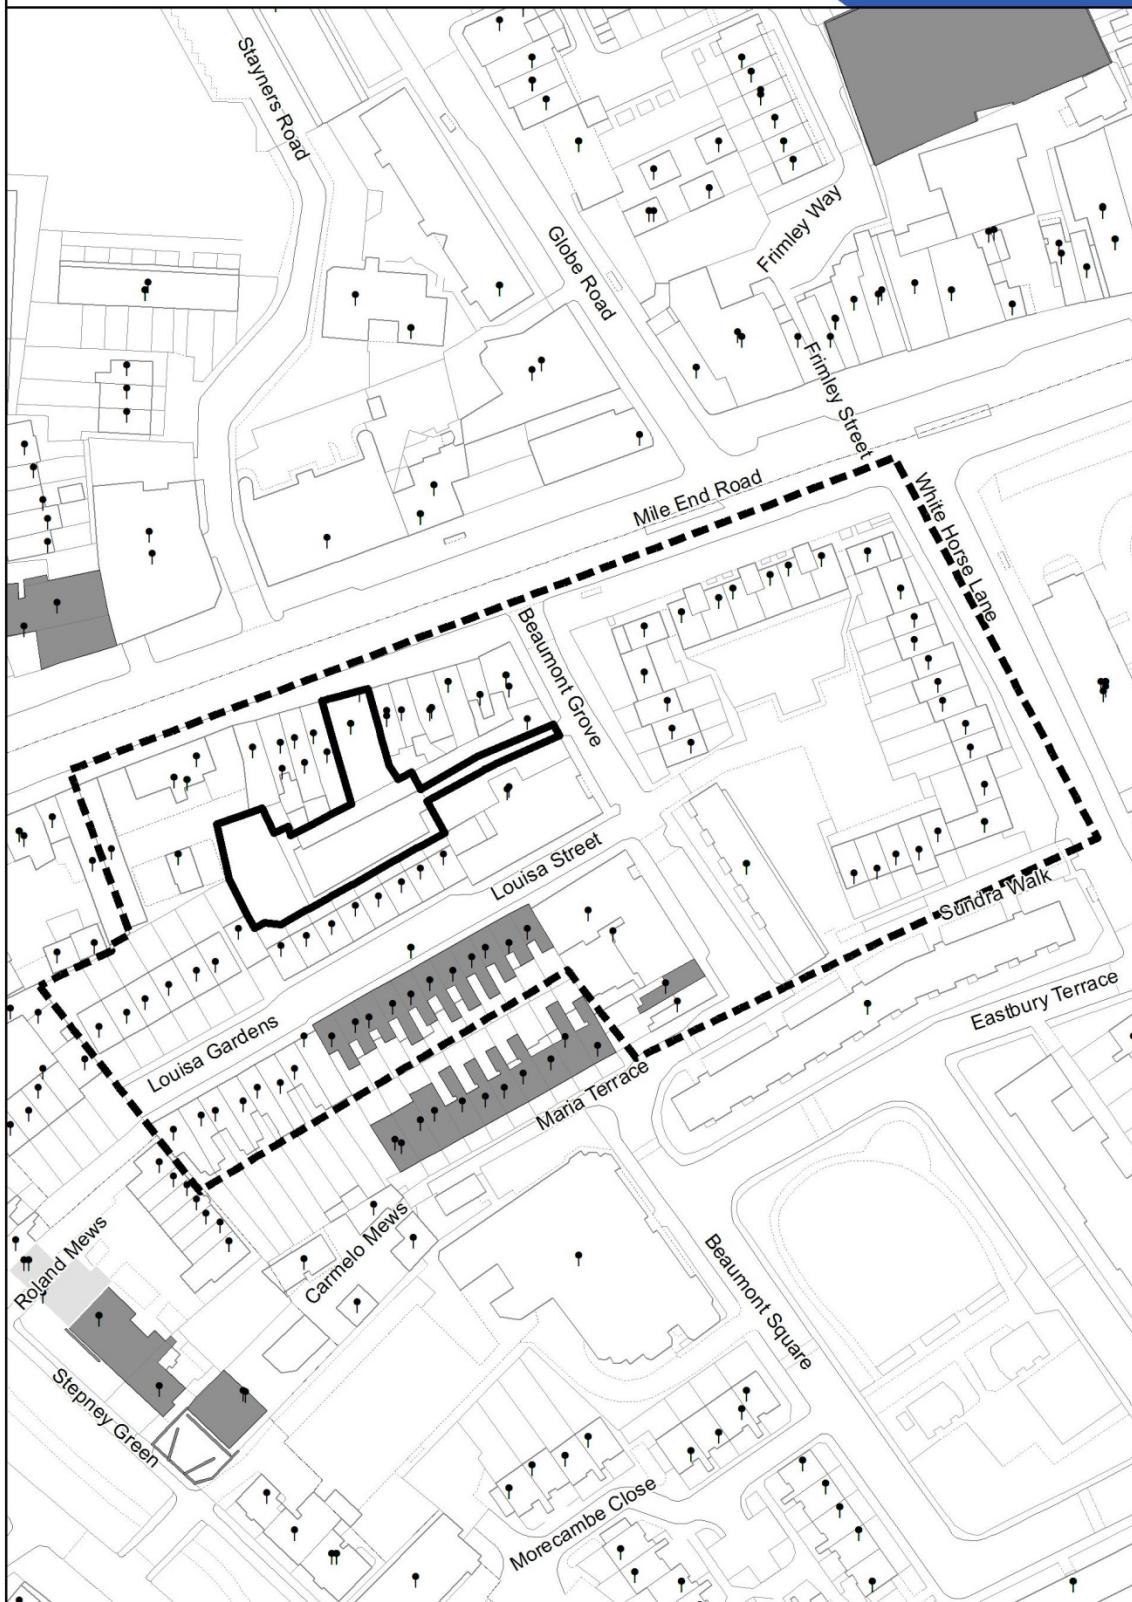 Stayners Road
Globe Road
Frimley Way
Frimley Street
Mile End Road
White Horse Lane
Beaumont Grove
Louisa Street
Sundra Walk
Eastbury Terrace
Louisa Gardens
Maria Terrace
Carmelo Mews
Roland Mews
Beaumont Square
Stepney Green
Morecambe Close